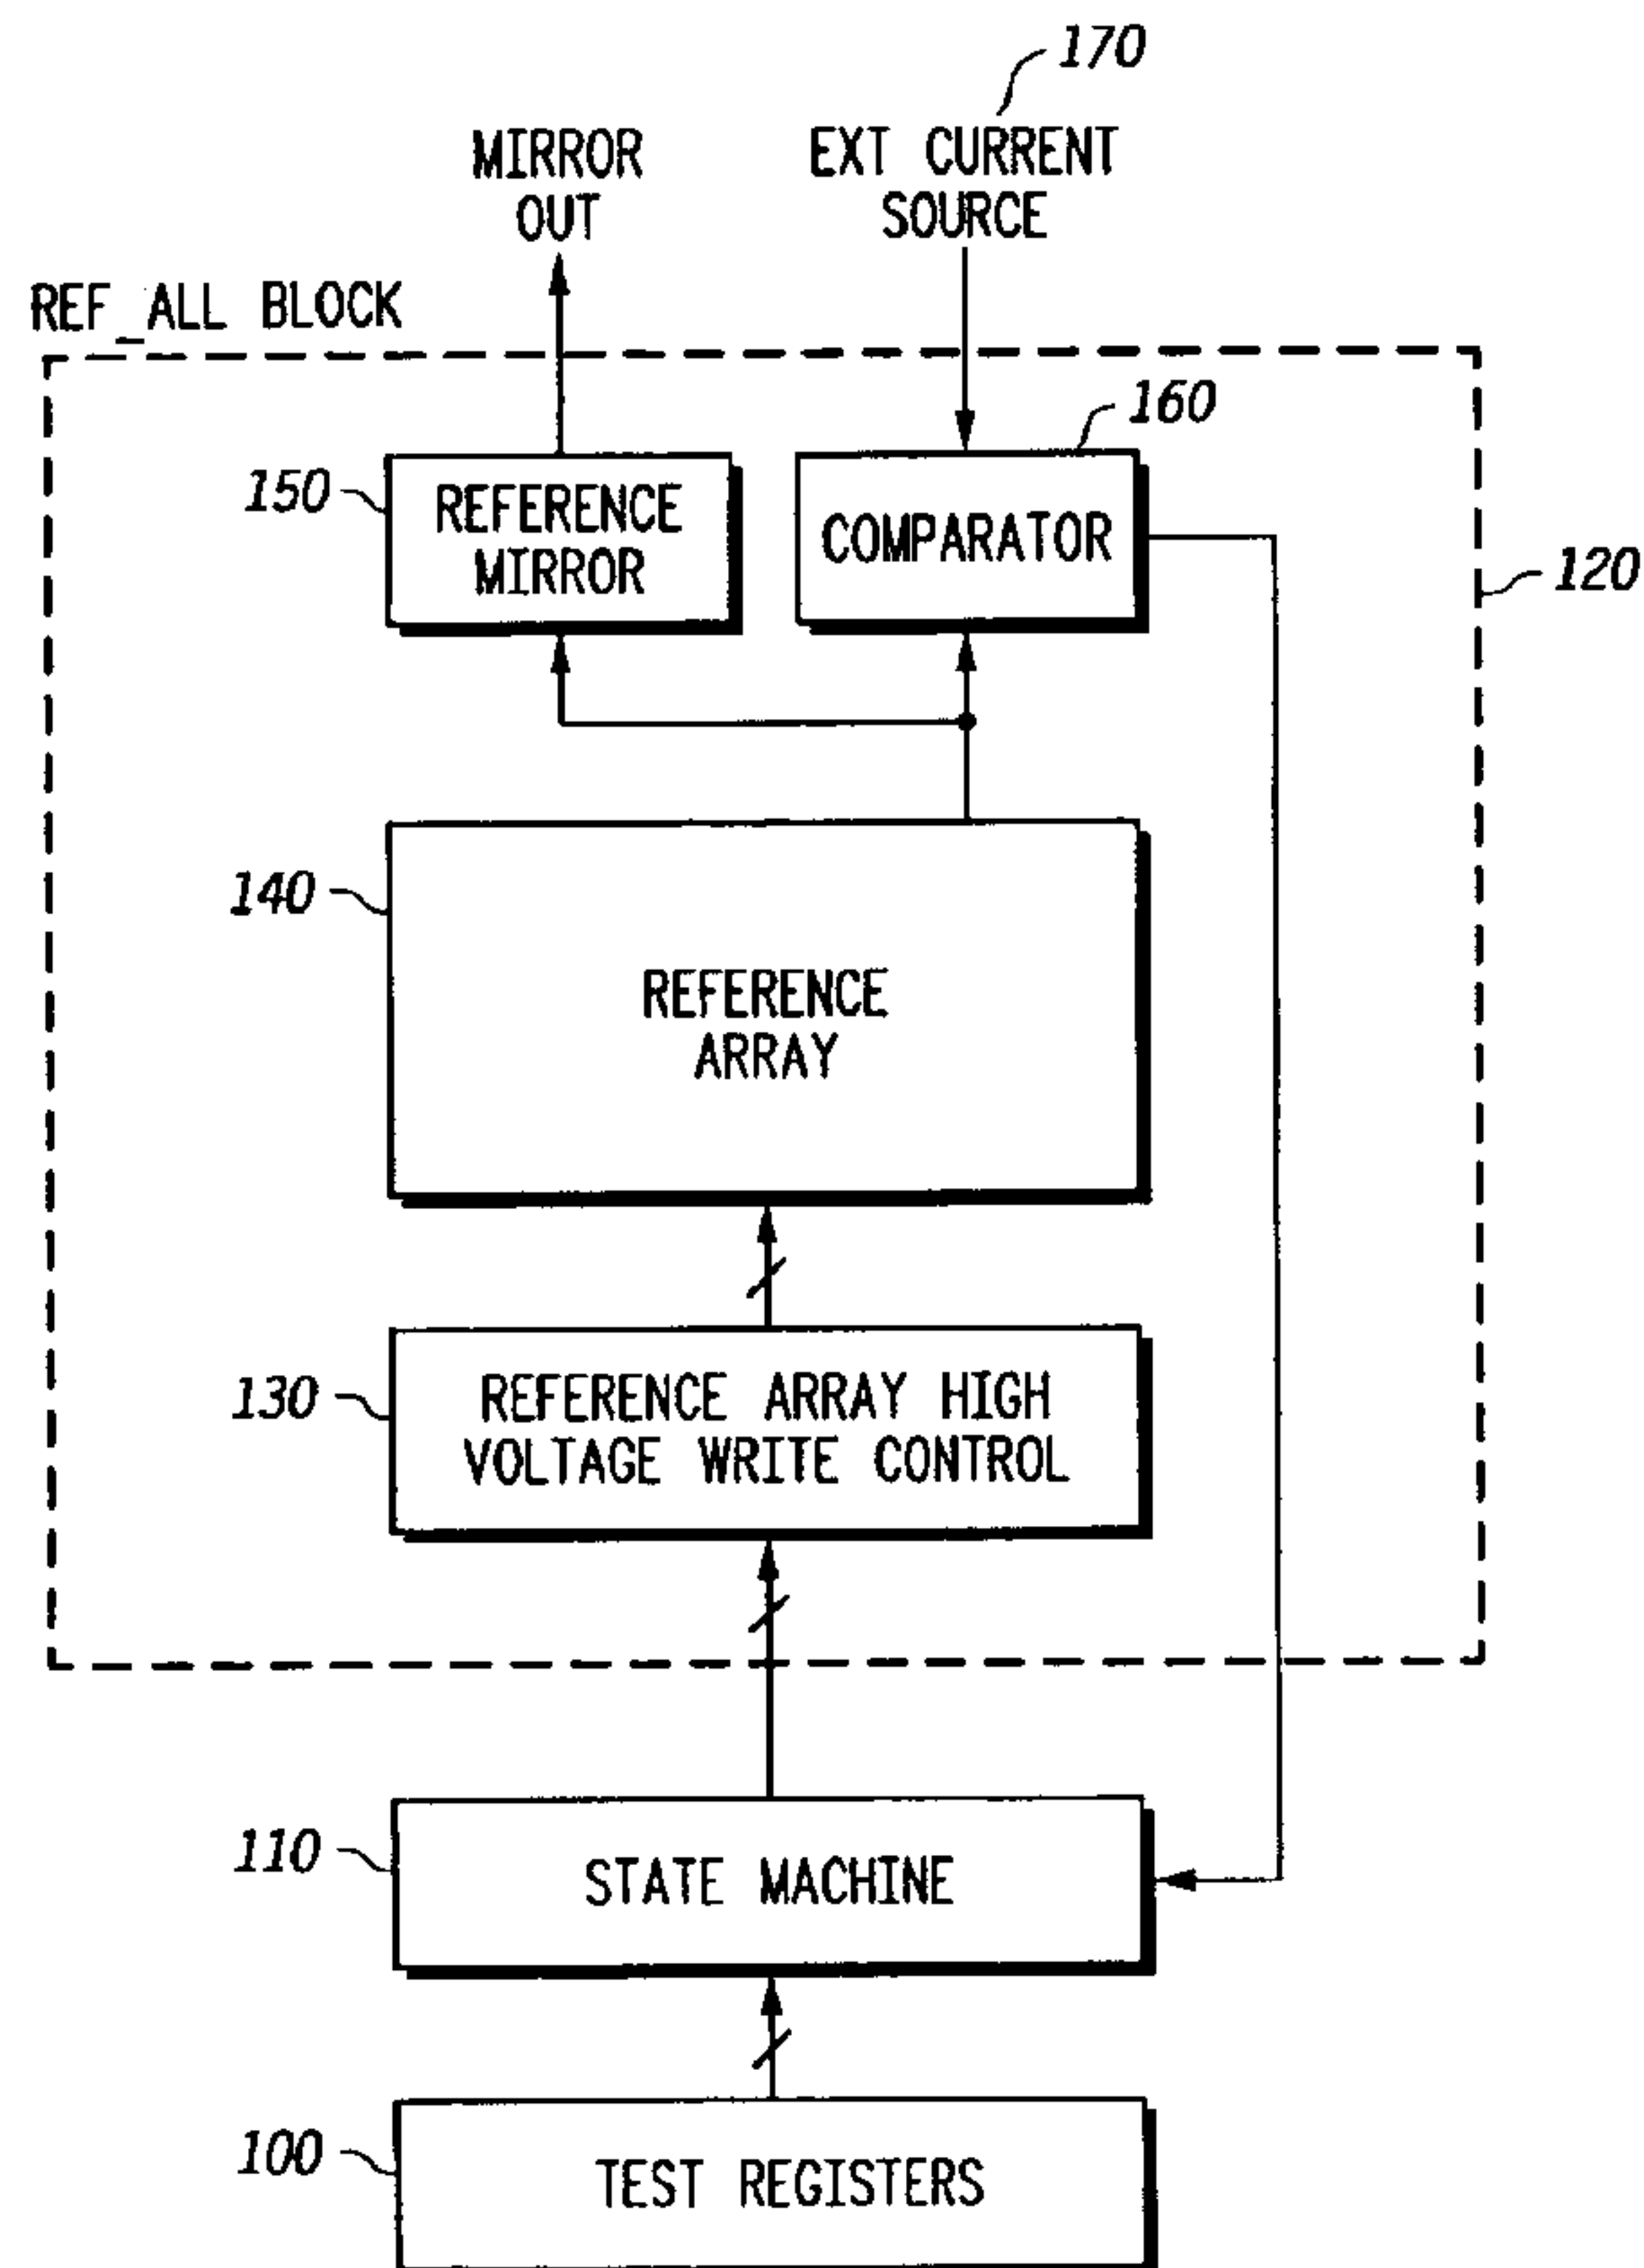 170
MIRROR
OUT
EXT CURRENT
SOURCE
REF_ALL BLOCK
160
150
REFERENCE
MIRROR
COMPARATOR
120
140
REFERENCE
ARRAY
130
REFERENCE ARRAY HIGH
VOLTAGE WRITE CONTROL
110
STATE MACHINE
100
TEST REGISTERS